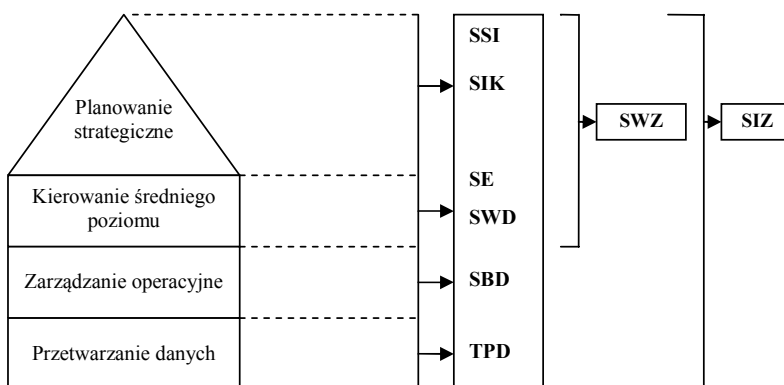 Planowanie
strategiczne
Kierowanie średniego
poziomu
Zarządzanie operacyjne
Przetwarzanie danych
SSI
SIK
SE
SWD
SBD
TPD
SWZ
SIZ